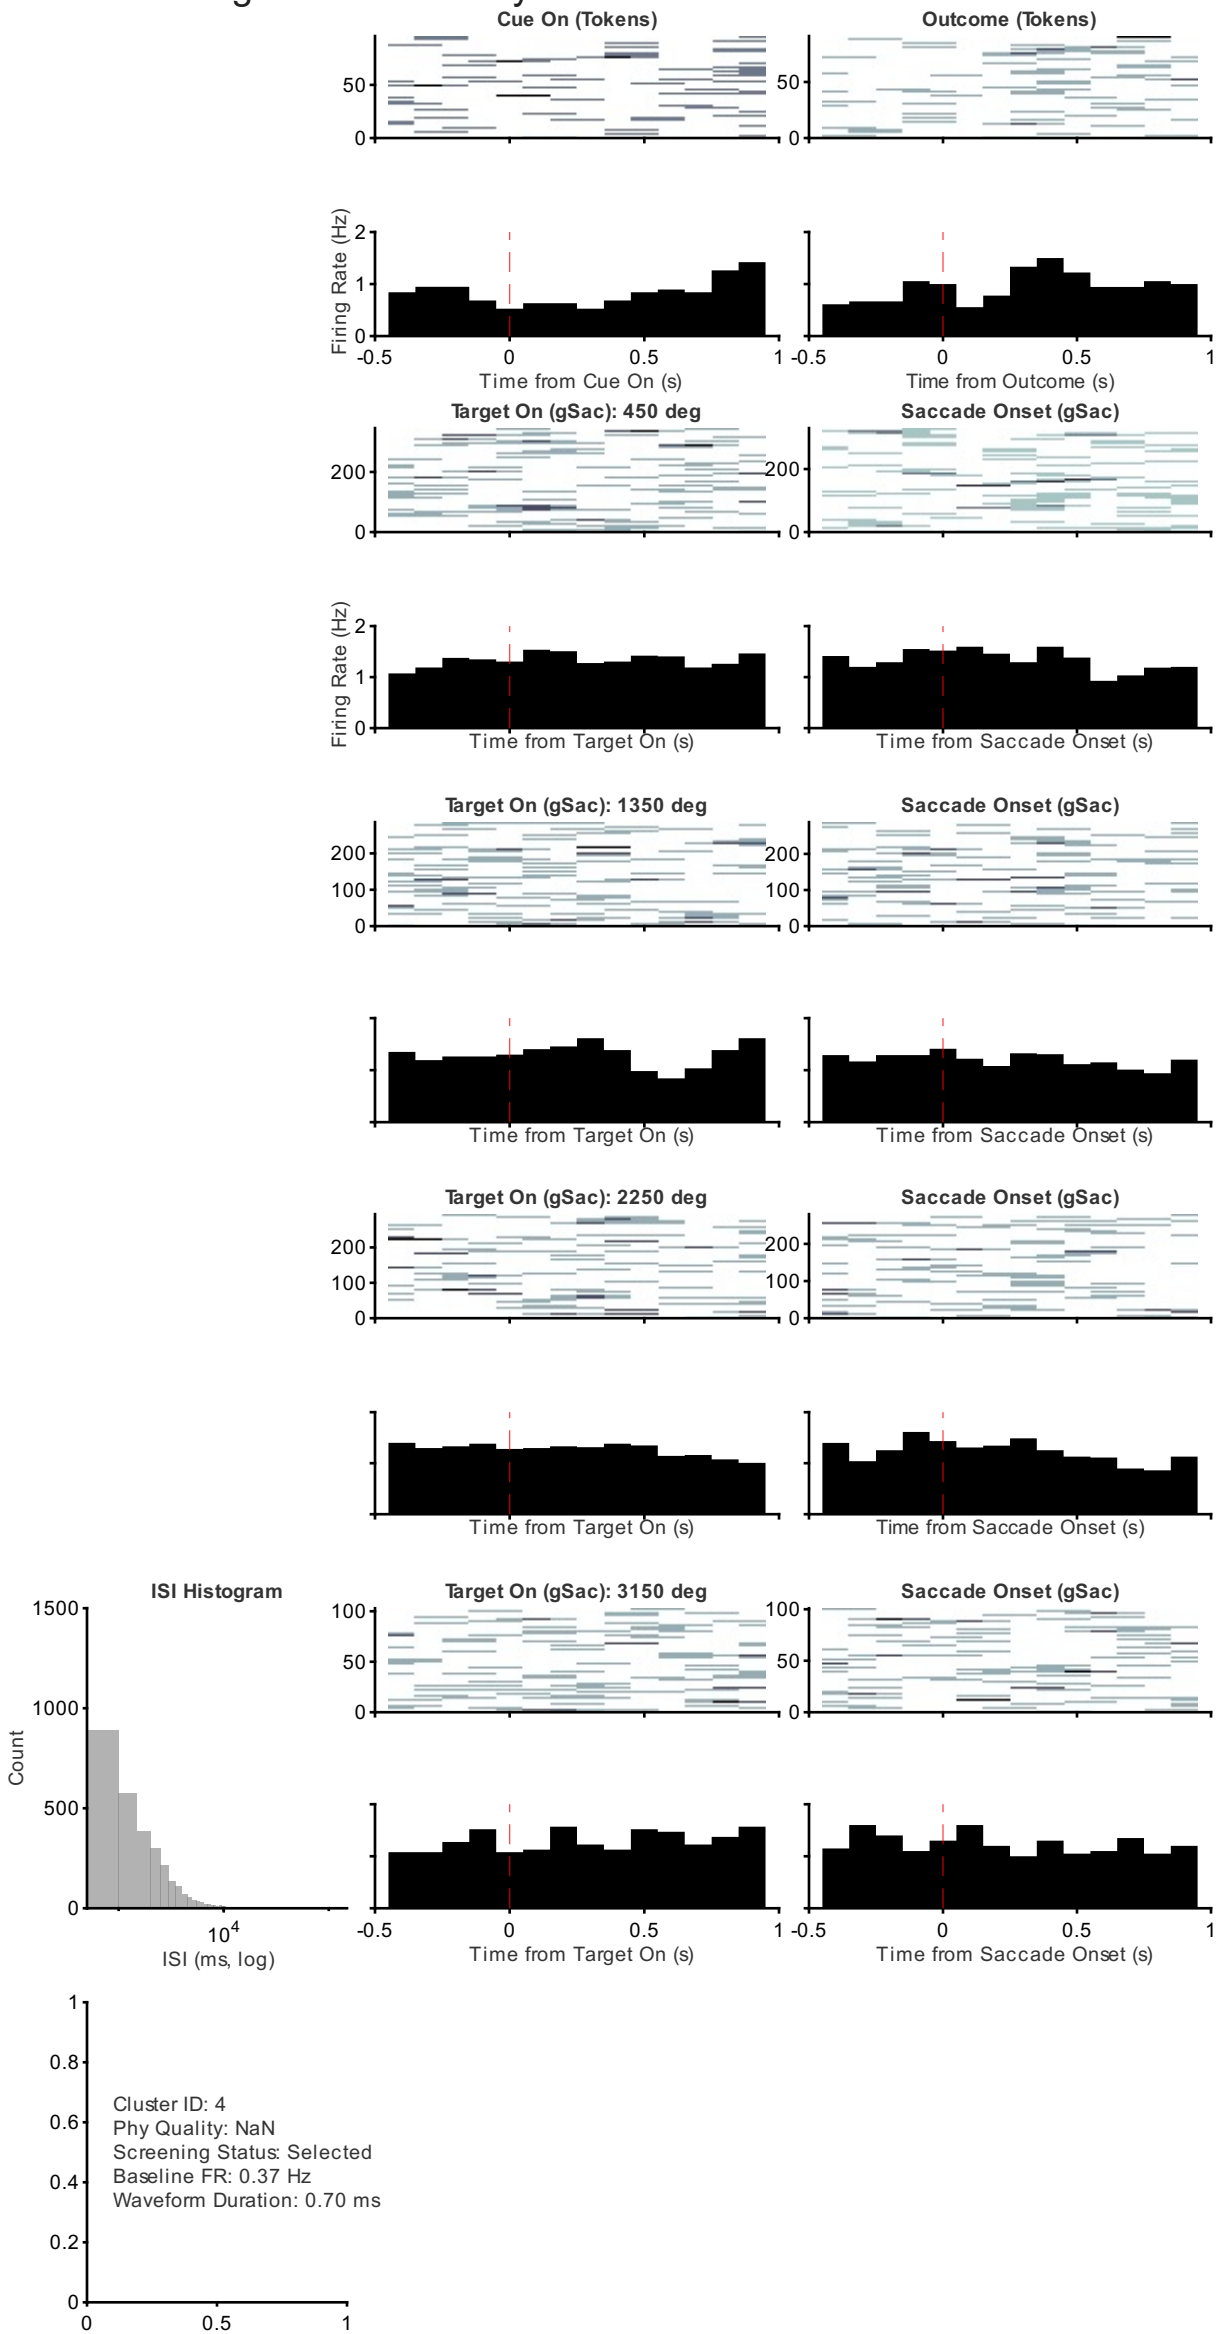 Cue On (Tokens)
Outcome (Tokens)
50
0
50
0
Firing Rate (Hz)
2
1
0
-0.5
0
0.5
1
-0.5
0
0.5
1
Time from Cue On (s)
Time from Outcome (s)
Target On (gSac): 450 deg
Saccade Onset (gSac)
200
0
200
0
Firing Rate (Hz)
2
1
0
Time from Target On (s)
Time from Saccade Onset (s)
Target On (gSac): 1350 deg
Saccade Onset (gSac)
200
100
0
200
100
0
Time from Target On (s)
Time from Saccade Onset (s)
Target On (gSac): 2250 deg
Saccade Onset (gSac)
200
100
0
200
100
0
Time from Target On (s)
Time from Saccade Onset (s)
ISI Histogram
Target On (gSac): 3150 deg
Saccade Onset (gSac)
1500
1000
500
0
Count
10^4
ISI (ms, log)
100
50
0
100
50
0
-0.5
0
0.5
1
-0.5
0
0.5
1
Time from Target On (s)
Time from Saccade Onset (s)
1
0.8
0.6
0.4
0.2
0
Cluster ID: 4
Phy Quality: NaN
Screening Status: Selected
Baseline FR: 0.37 Hz
Waveform Duration: 0.70 ms
0
0.5
1